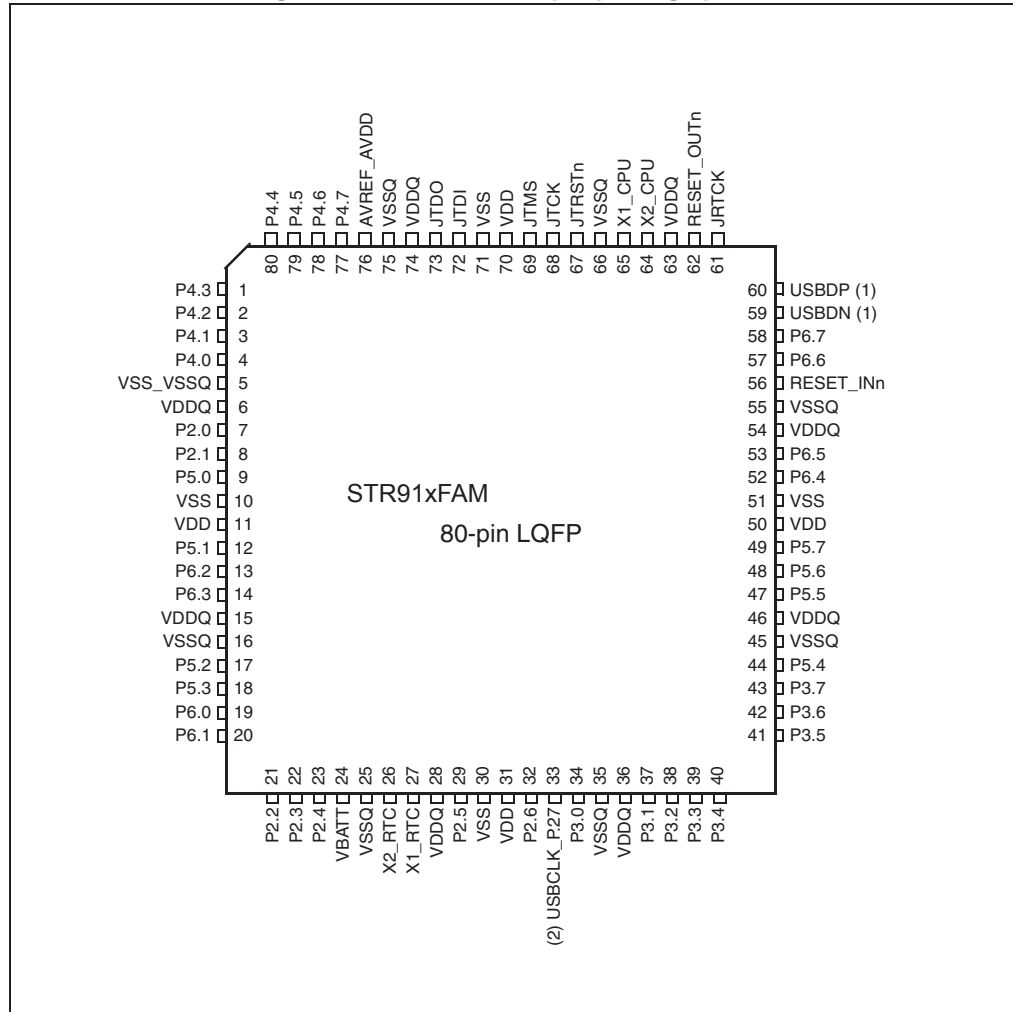 P4.4
P4.5
P4.6
P4.7
AVREF_AVDD
VSSQ
VDDQ
JTDO
JTDI
VSS
VDD
JTMS
JTCK
JTRSTn
VSSQ
X1_CPU
X2_CPU
VDDQ
RESET_OUTn
JRTCK
80
79
78
77
76
75
74
73
72
71
70
69
68
67
66
65
64
63
62
61
P4.3 1
P4.2 2
P4.1 3
P4.0 4
VSS_VSSQ 5
VDDQ 6
P2.0 7
P2.1 8
P5.0 9
VSS 10
VDD 11
P5.1 12
P6.2 13
P6.3 14
VDDQ 15
VSSQ 16
P5.2 17
P5.3 18
P6.0 19
P6.1 20
STR91xFAM
80-pin LQFP
60 USBDP (1)
59 USBDN (1)
58 P6.7
57 P6.6
56 RESET_INn
55 VSSQ
54 VDDQ
53 P6.5
52 P6.4
51 VSS
50 VDD
49 P5.7
48 P5.6
47 P5.5
46 VDDQ
45 VSSQ
44 P5.4
43 P3.7
42 P3.6
41 P3.5
21
22
23
24
25
26
27
28
29
30
31
32
33
34
35
36
37
38
39
40
P2.2
P2.3
P2.4
VBATT
VSSQ
X2_RTC
X1_RTC
VDDQ
P2.5
VSS
VDD
P2.6
(2) USBCLK_P2.7
P3.0
VSSQ
VDDQ
P3.1
P3.2
P3.3
P3.4